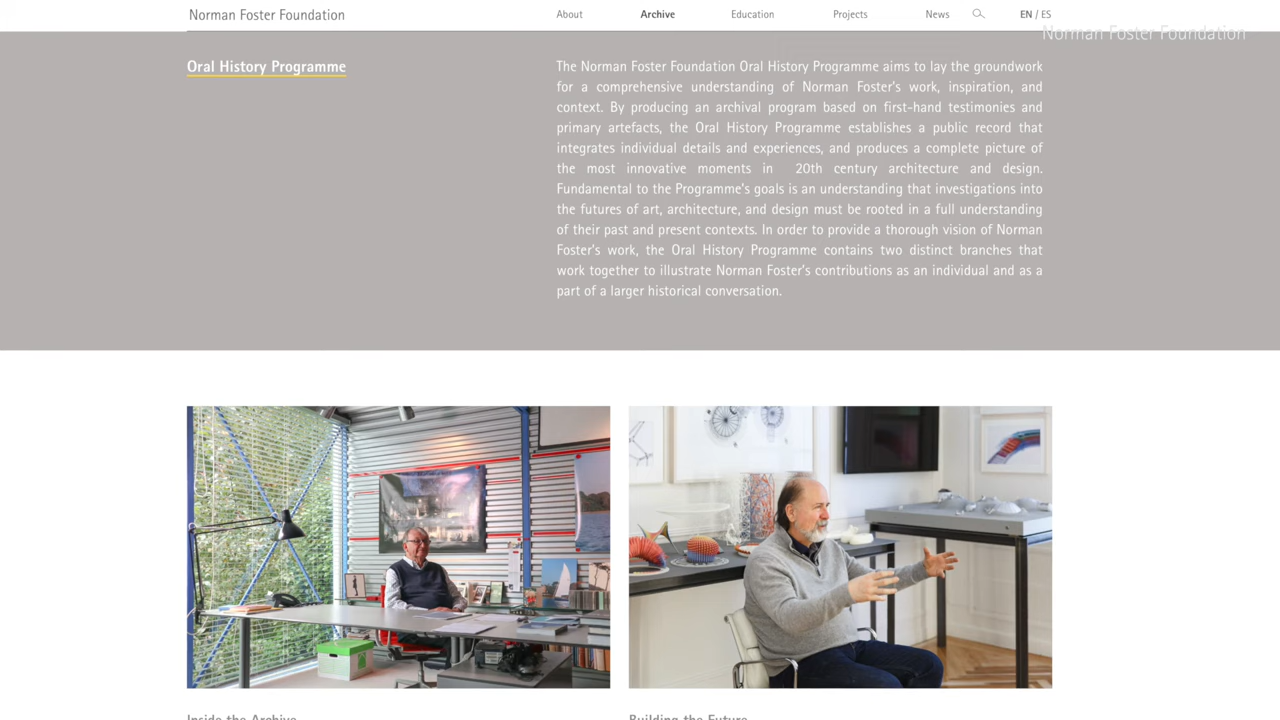 Norman Foster Foundation
About
Archive
Education
Projects
News
EN / ES
Norman Foster Foundation
Oral History Programme
The Norman Foster Foundation Oral History Programme aims to lay the groundwork
for a comprehensive understanding of Norman Foster's work, inspiration, and
context. By producing an archival program based on first-hand testimonies and
primary artefacts, the Oral History Programme establishes a public record that
integrates individual details and experiences, and produces a complete picture of
the most innovative moments in 20th century architecture and design.
Fundamental to the Programme's goals is an understanding that investigations into
the futures of art, architecture, and design must be rooted in a full understanding
of their past and present contexts. In order to provide a thorough vision of Norman
Foster's work, the Oral History Programme contains two distinct branches that
work together to illustrate Norman Foster's contributions as an individual and as a
part of a larger historical conversation.
Inside the Archive
Building the Future